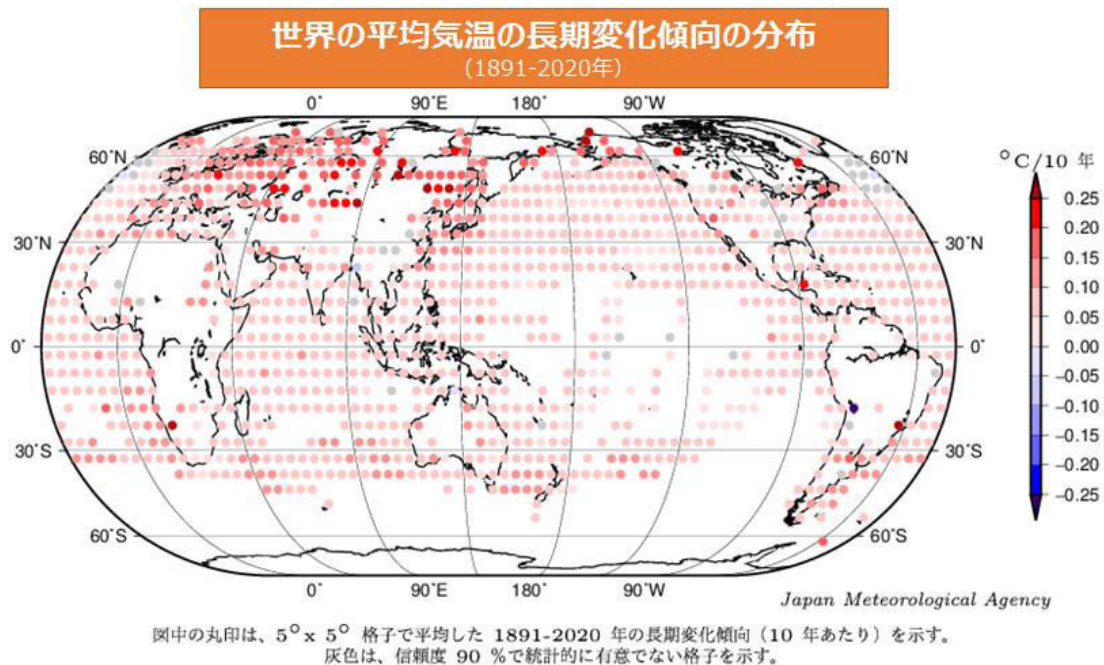 世界の平均気温の長期変化傾向の分布
(1891-2020年)
0° 90°E 180° 90°W
60°N 60°N
°C/10 年
0.25
0.20
30°N 30°N
0.15
0.10
0.05
0° 0°
0.00
−0.05
−0.10
−0.15
30°S 30°S
−0.20
−0.25
60°S 60°S
0° 90°E 180° 90°W
Japan Meteorological Agency
図中の丸印は、5°x 5° 格子で平均した 1891-2020 年の長期変化傾向（10 年あたり）を示す。
灰色は、信頼度 90 %で統計的に有意でない格子を示す。